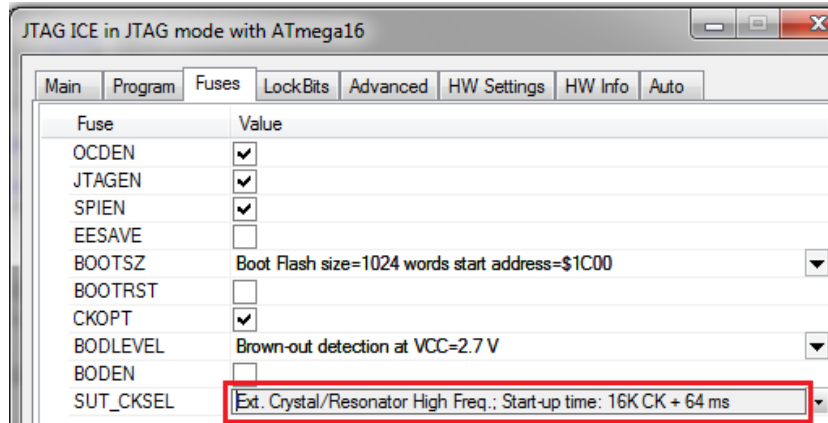 JTAG ICE in JTAG mode with ATmega16
Main Program Fuses LockBits Advanced HW Settings HW Info Auto
Fuse Value
OCDEN
JTAGEN
SPIEN
EESAVE
BOOTSZ Boot Flash size=1024 words start address=$1C00
BOOTRST
CKOPT
BODLEVEL Brown-out detection at VCC=2.7 V
BODEN
SUT_CKSEL Ext. Crystal/Resonator High Freq.; Start-up time: 16K CK + 64 ms